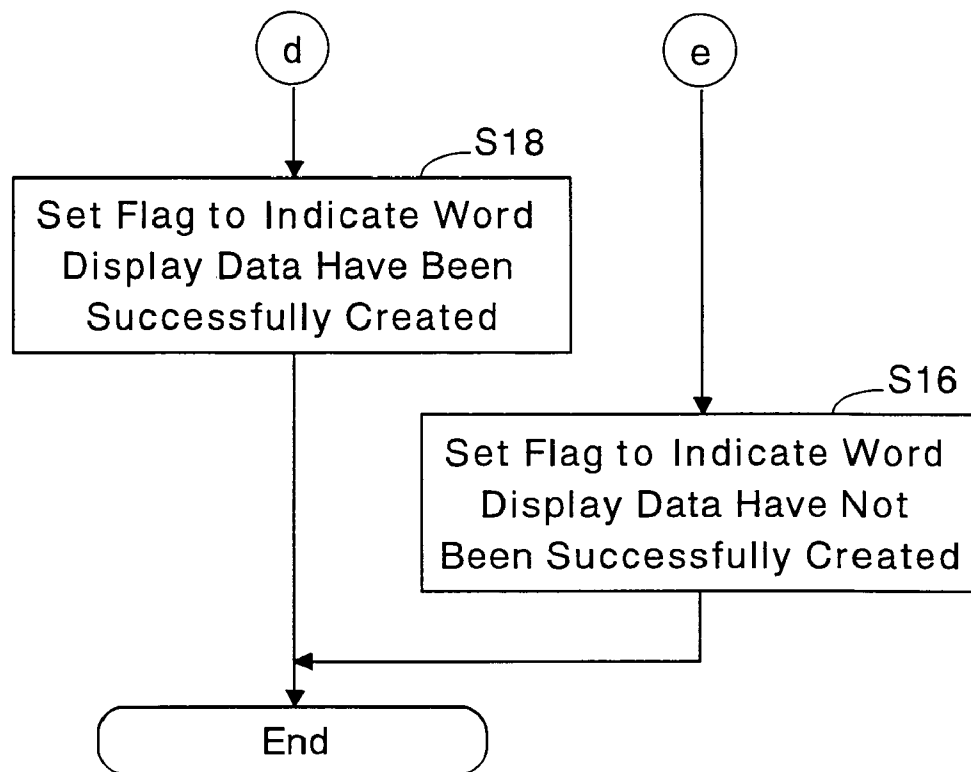 d
e
S18
Set Flag to Indicate Word
Display Data Have Been
Successfully Created
S16
Set Flag to Indicate Word
Display Data Have Not
Been Successfully Created
End